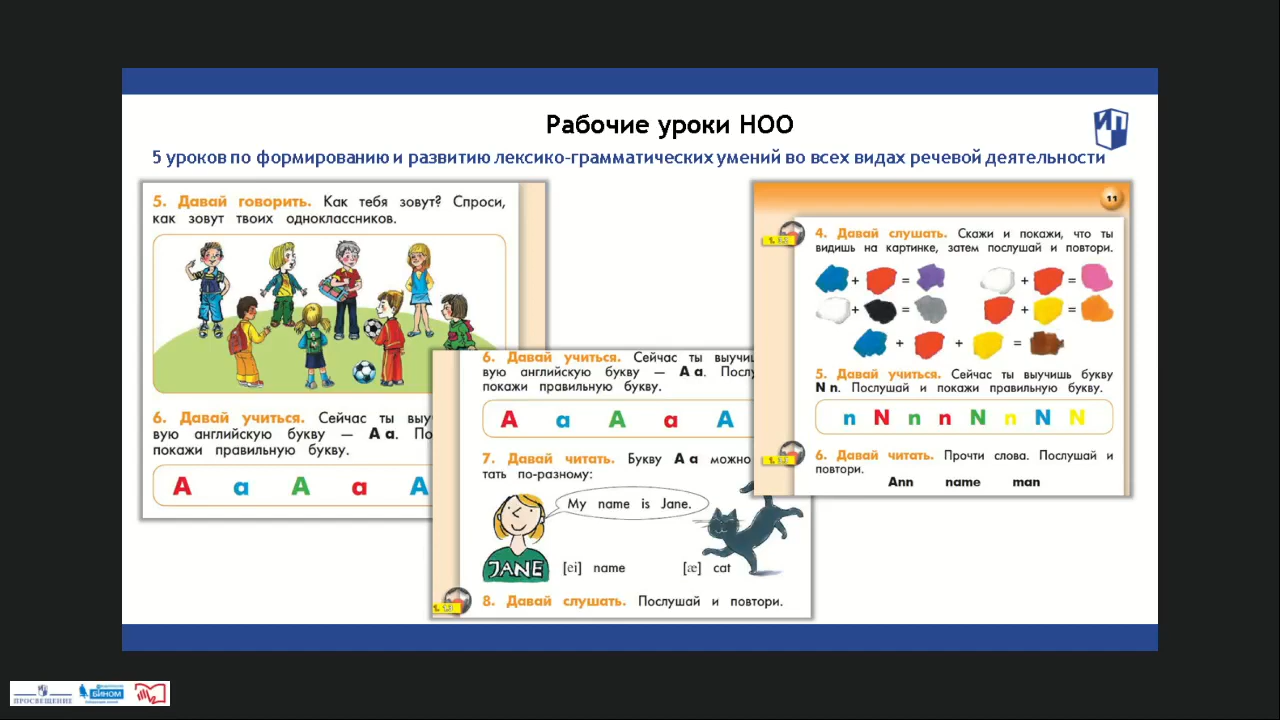 Рабочие уроки НОО
ИП
5 уроков по формированию и развитию лексико-грамматических умений во всех видах речевой деятельности
5. Давай говорить. Как тебя зовут? Спроси,
как зовут твоих одноклассников.
6. Давай учиться. Сейчас ты выу
вую английскую букву — А а. По
покажи правильную букву.
A a A a A
6. Давай учиться. Сейчас ты выучи
вую английскую букву — A a. Послу
покажи правильную букву.
A a A a A
7. Давай читать. Букву A a можно
тать по-разному:
My name is Jane.
JANE
[ei] name [æ] cat
8. Давай слушать. Послушай и повтори.
11
4. Давай слушать. Скажи и покажи, что ты
видишь на картинке, затем послушай и повтори.
+ = + =
+ = + =
+ + =
5. Давай учиться. Сейчас ты выучишь букву
N n. Послушай и покажи правильную букву.
n N n n N n N N
6. Давай читать. Прочти слова. Послушай и
повтори.
Ann name man
ПРОСВЕЩЕНИЕ
БИНОМ